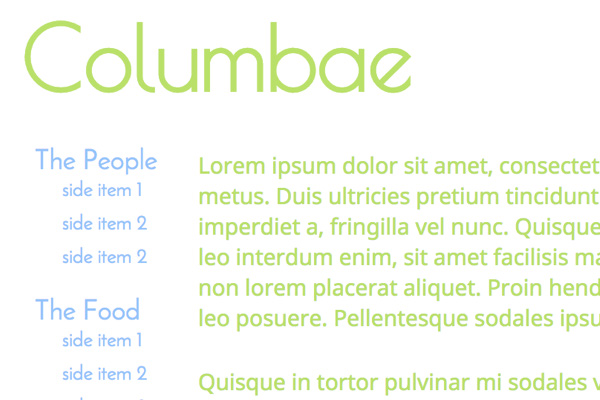 Columbae
The People
side item 1
side item 2
side item 2
The Food
side item 1
side item 2
Lorem ipsum dolor sit amet, consectet
metus. Duis ultricies pretium tincidunt
imperdiet a, fringilla vel nunc. Quisque
leo interdum enim, sit amet facilisis ma
non lorem placerat aliquet. Proin hend
leo posuere. Pellentesque sodales ipsu
Quisque in tortor pulvinar mi sodales v